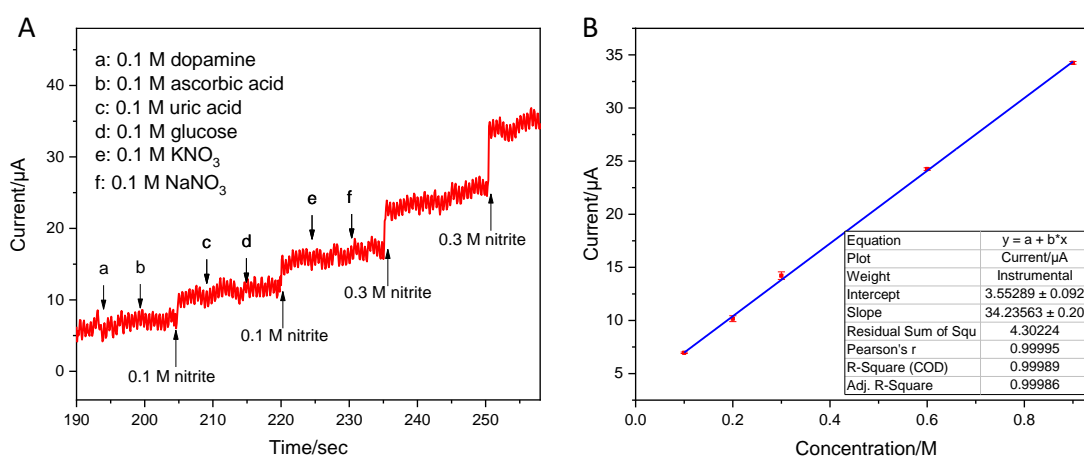 A
a: 0.1 M dopamine
b: 0.1 M ascorbic acid
c: 0.1 M uric acid
d: 0.1 glucose
e: 0.1 M KNO₃
f: 0.1 M NaNO₃
a
b
c
d
e
f
0.1 M nitrite
0.1 M nitrite
0.3 M nitrite
0.3 M nitrite
Current/µA
0
10
20
30
40
190
200
210
220
230
240
250
Time/sec
B
Current/µA
5
10
15
20
25
30
35
0.0
0.2
0.4
0.6
0.8
Concentration/M
Equation y = a + b*x
Plot Current/µA
Weight Instrumental
Intercept 3.55289 ± 0.092
Slope 34.23563 ± 0.20
Residual Sum of Squ 4.30224
Pearson's r 0.99995
R-Square (COD) 0.99989
Adj. R-Square 0.99986